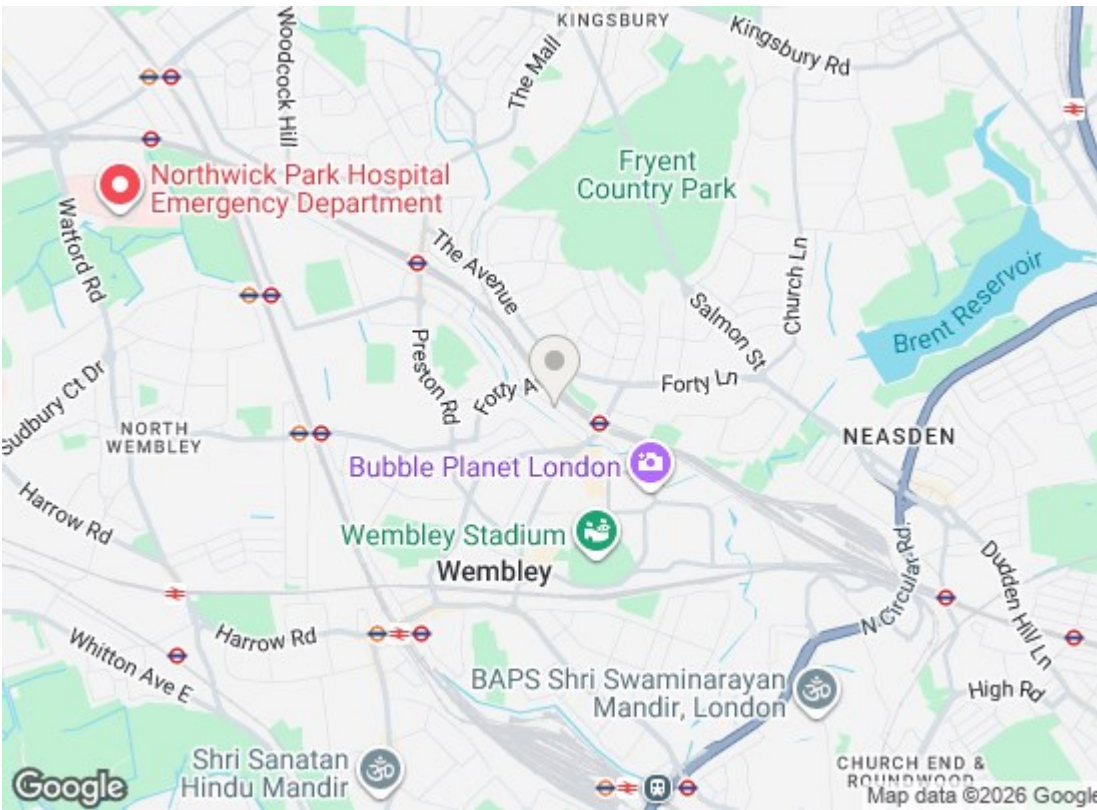 KINGSBURY
Kingsbury Rd
Woodcock Hill
The Mall
Fryent
Country Park
Northwick Park Hospital
Emergency Department
Watford Rd
The Avenue
Church Ln
Salmon St
Brent Reservoir
Preston Rd
Forty A
Forty Ln
Sudbury Ct Dr
NORTH
WEMBLEY
NEASDEN
Bubble Planet London
Harrow Rd
Wembley Stadium
Wembley
N Circular Rd.
Dudden Hill Ln
Harrow Rd
Whitton Ave E
BAPS Shri Swaminarayan
Mandir, London
High Rd
Shri Sanatan
Hindu Mandir
CHURCH END &
ROUNDWOOD
Google
Map data ©2026 Google